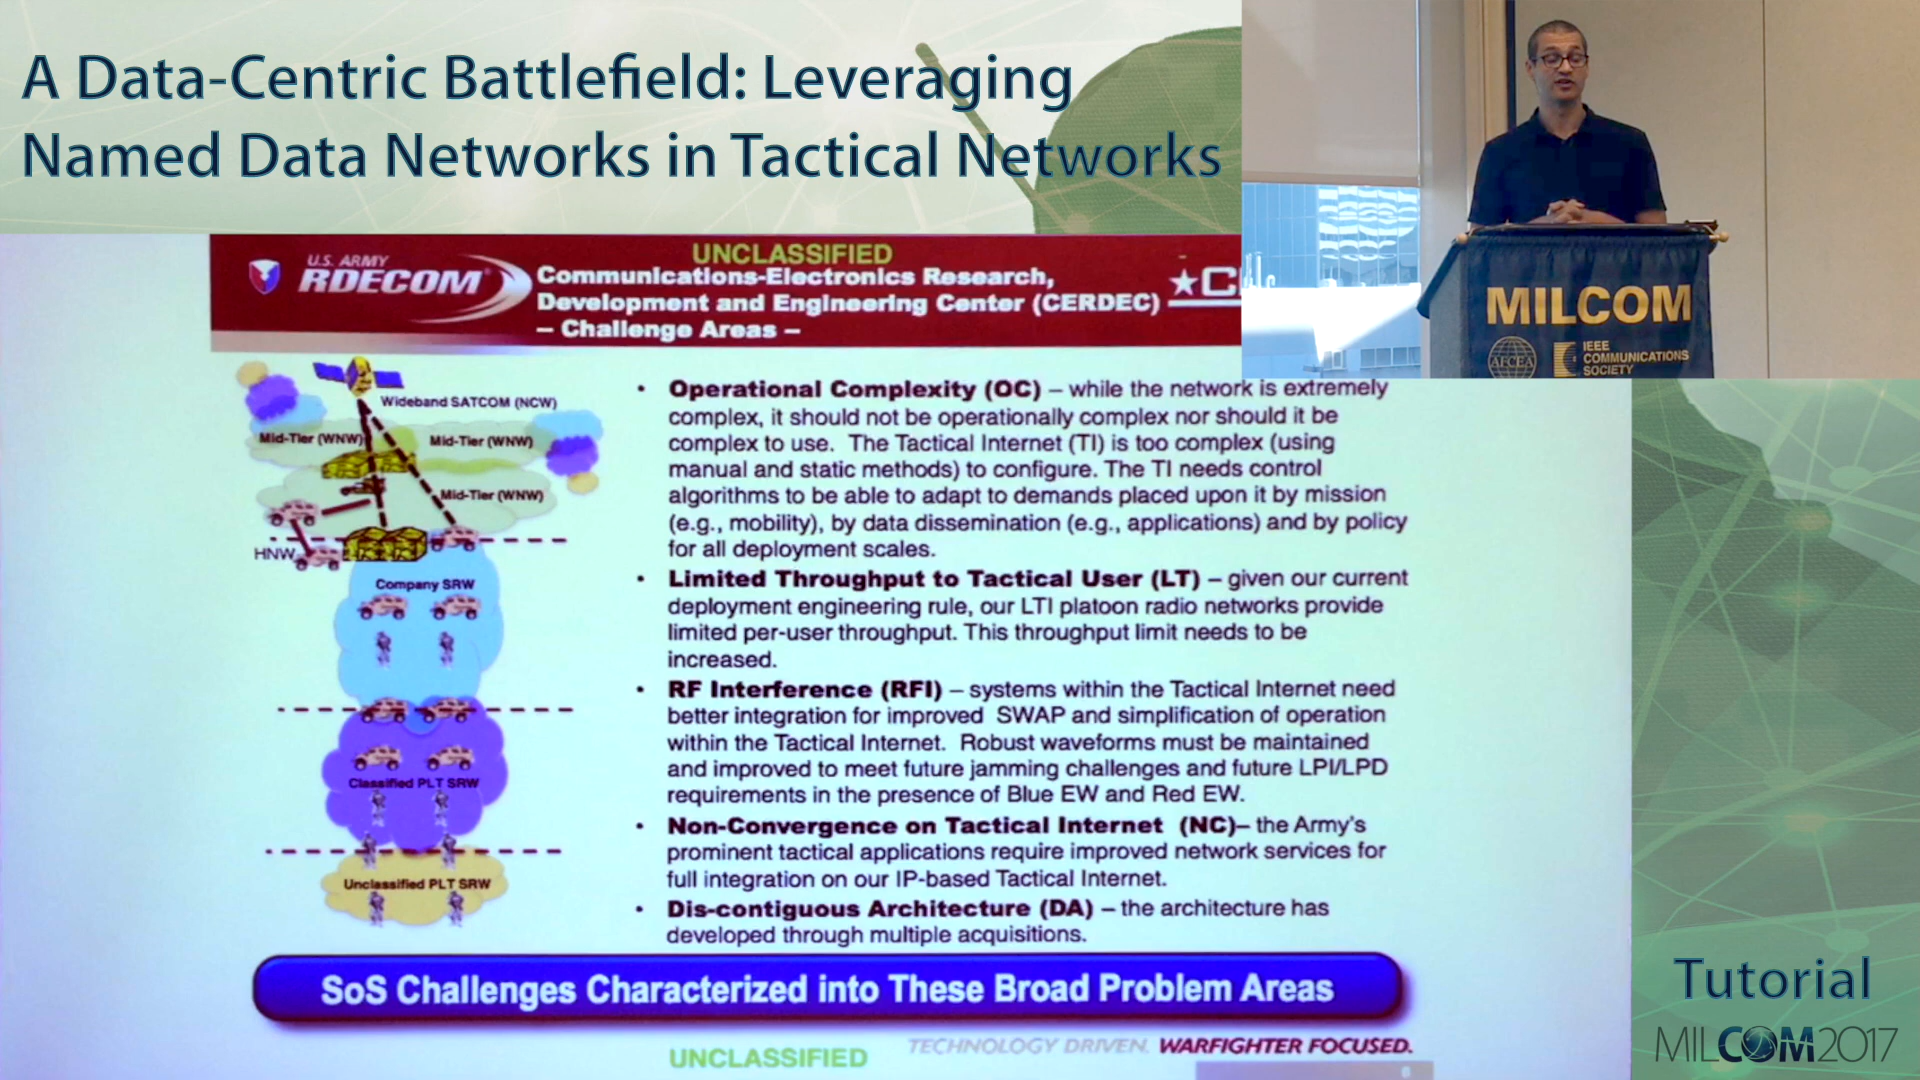 A Data-Centric Battlefield: Leveraging
Named Data Networks in Tactical Networks
UNCLASSIFIED
U.S. ARMY
RDECOM
Communications-Electronics Research,
Development and Engineering Center (CERDEC)
– Challenge Areas –
MILCOM
AFCEA
IEEE
COMMUNICATIONS
SOCIETY
Wideband SATCOM (NCW)
Mid-Tier (WNW)
Mid-Tier (WNW)
Mid-Tier (WNW)
HNW
Company SRW
Classified PLT SRW
Unclassified PLT SRW
• Operational Complexity (OC) – while the network is extremely
complex, it should not be operationally complex nor should it be
complex to use. The Tactical Internet (TI) is too complex (using
manual and static methods) to configure. The TI needs control
algorithms to be able to adapt to demands placed upon it by mission
(e.g., mobility), by data dissemination (e.g., applications) and by policy
for all deployment scales.
• Limited Throughput to Tactical User (LT) – given our current
deployment engineering rule, our LTI platoon radio networks provide
limited per-user throughput. This throughput limit needs to be
increased.
• RF Interference (RFI) – systems within the Tactical Internet need
better integration for improved SWAP and simplification of operation
within the Tactical Internet. Robust waveforms must be maintained
and improved to meet future jamming challenges and future LPI/LPD
requirements in the presence of Blue EW and Red EW.
• Non-Convergence on Tactical Internet (NC)– the Army's
prominent tactical applications require improved network services for
full integration on our IP-based Tactical Internet.
• Dis-contiguous Architecture (DA) – the architecture has
developed through multiple acquisitions.
SoS Challenges Characterized into These Broad Problem Areas
TECHNOLOGY DRIVEN. WARFIGHTER FOCUSED.
UNCLASSIFIED
Tutorial
MILCOM2017